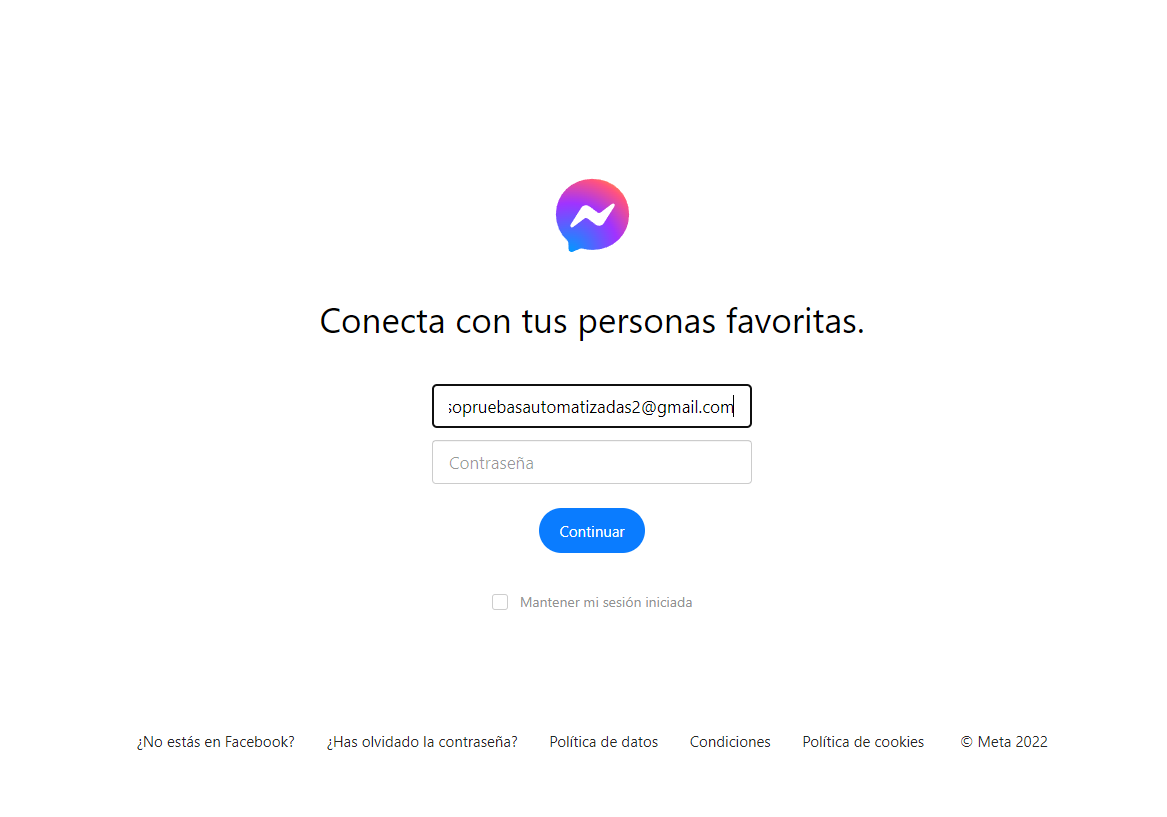 Conecta con tus personas favoritas.
sopruebasautomatizadas2@gmail.com
Contraseña
Continuar
Mantener mi sesión iniciada
¿No estás en Facebook? ¿Has olvidado la contraseña? Política de datos Condiciones Política de cookies © Meta 2022